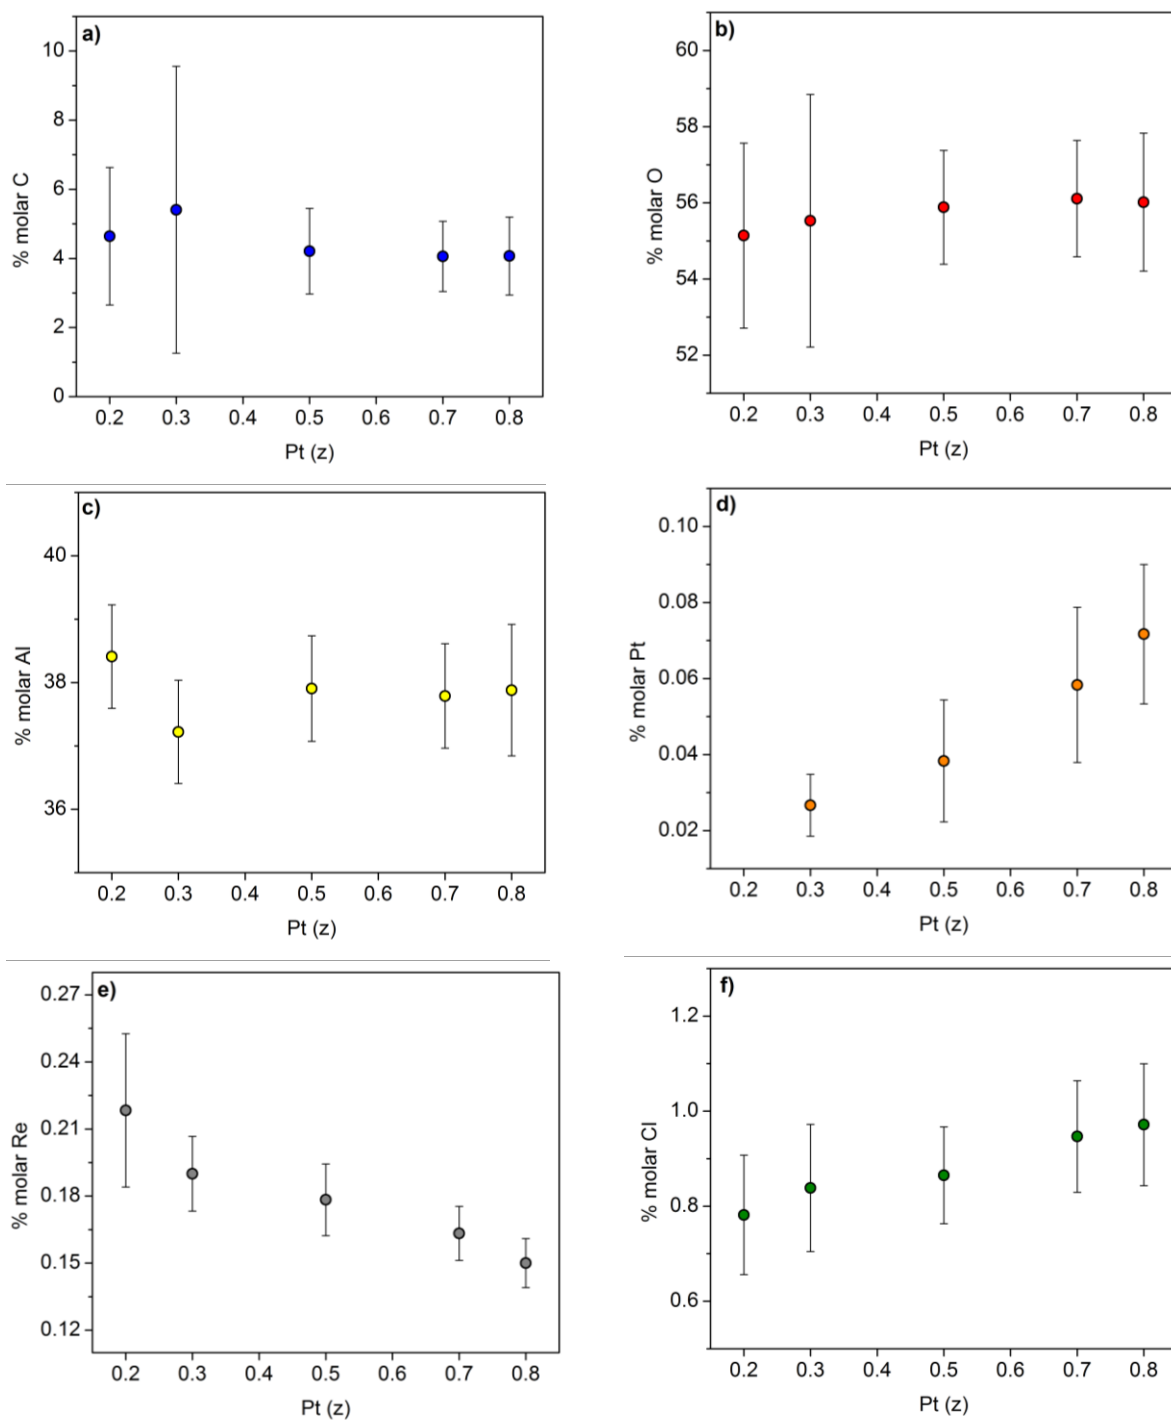 a)
10
8
6
4
2
0
% molar C
0.2 0.3 0.4 0.5 0.6 0.7 0.8
Pt (z)
b)
60
58
56
54
52
% molar O
0.2 0.3 0.4 0.5 0.6 0.7 0.8
Pt (z)
c)
40
38
36
% molar Al
0.2 0.3 0.4 0.5 0.6 0.7 0.8
Pt (z)
d)
0.10
0.08
0.06
0.04
0.02
% molar Pt
0.2 0.3 0.4 0.5 0.6 0.7 0.8
Pt (z)
e)
0.27
0.24
0.21
0.18
0.15
0.12
% molar Re
0.2 0.3 0.4 0.5 0.6 0.7 0.8
Pt (z)
f)
1.2
1.0
0.8
0.6
% molar Cl
0.2 0.3 0.4 0.5 0.6 0.7 0.8
Pt (z)